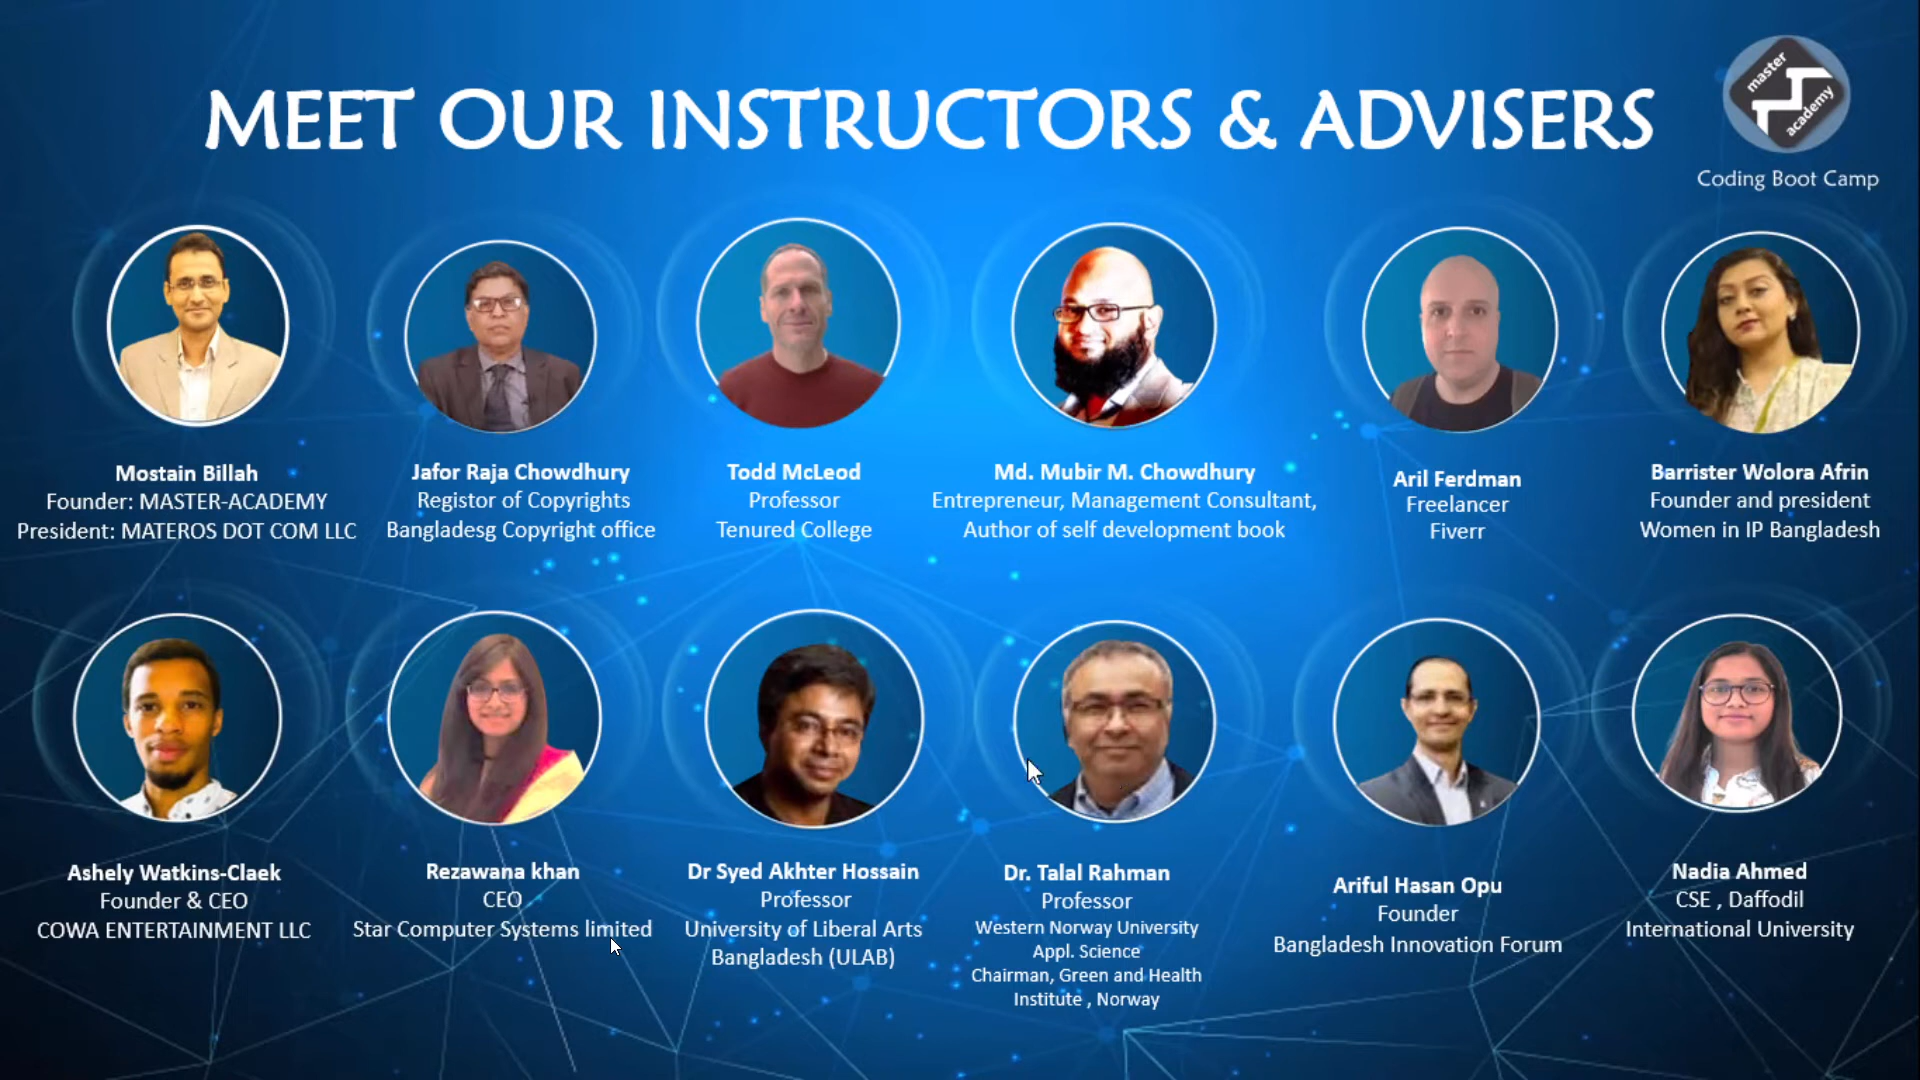 MEET OUR INSTRUCTORS & ADVISERS
master
academy
Coding Boot Camp
Mostain Billah
Founder: MASTER-ACADEMY
President: MATEROS DOT COM LLC
Jafor Raja Chowdhury
Registor of Copyrights
Bangladesg Copyright office
Todd McLeod
Professor
Tenured College
Md. Mubir M. Chowdhury
Entrepreneur, Management Consultant,
Author of self development book
Aril Ferdman
Freelancer
Fiverr
Barrister Wolora Afrin
Founder and president
Women in IP Bangladesh
Ashely Watkins-Claek
Founder & CEO
COWA ENTERTAINMENT LLC
Rezawana khan
CEO
Star Computer Systems limited
Dr Syed Akhter Hossain
Professor
University of Liberal Arts
Bangladesh (ULAB)
Dr. Talal Rahman
Professor
Western Norway University
Appl. Science
Chairman, Green and Health
Institute , Norway
Ariful Hasan Opu
Founder
Bangladesh Innovation Forum
Nadia Ahmed
CSE , Daffodil
International University